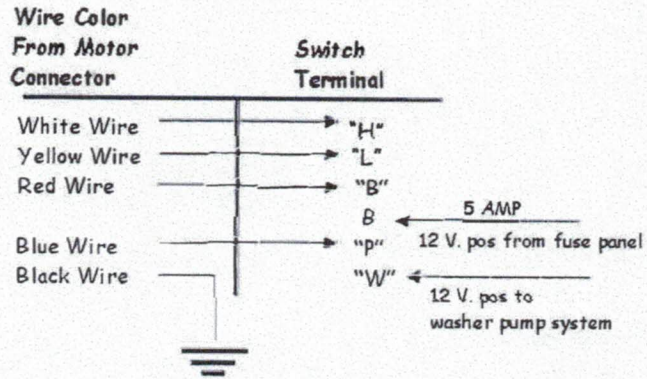 Wire Color
From Motor
Connector
Switch
Terminal
White Wire
"H"
Yellow Wire
"L"
Red Wire
"B"
B
5 AMP
12 V. pos from fuse panel
Blue Wire
"P"
Black Wire
"W"
12 V. pos to
washer pump system